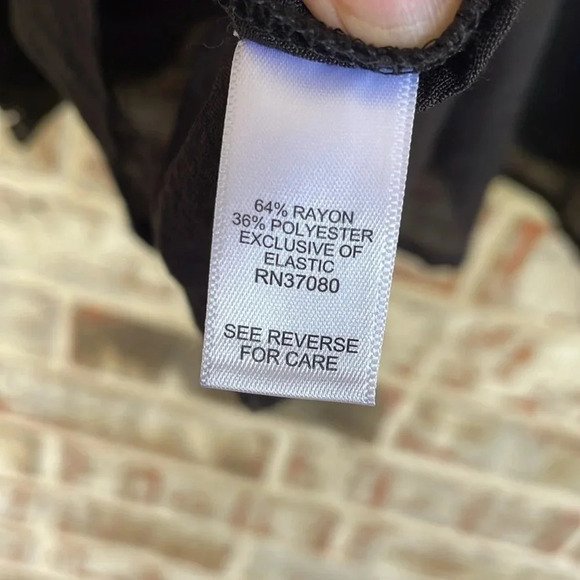 64% RAYON
36% POLYESTER
EXCLUSIVE OF
ELASTIC
RN37080
SEE REVERSE
FOR CARE